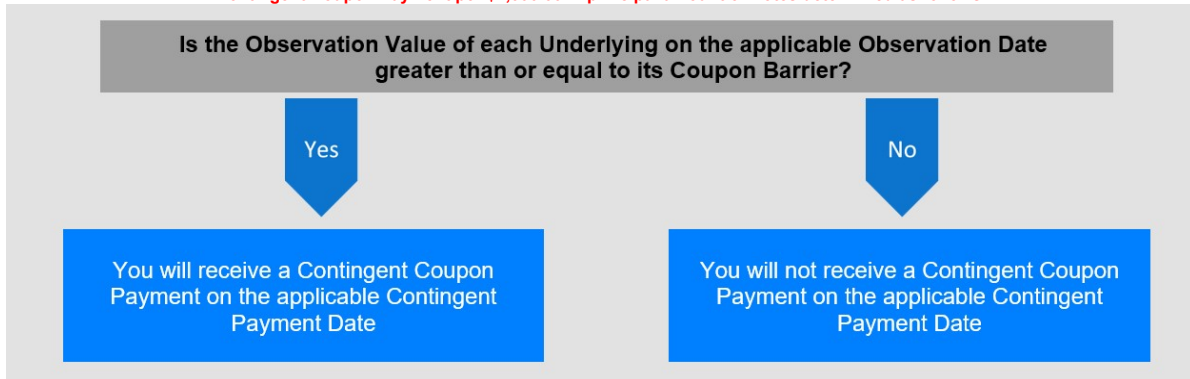 Is the Observation Value of each Underlying on the applicable Observation Date
greater than or equal to its Coupon Barrier?
Yes
No
You will receive a Contingent Coupon
Payment on the applicable Contingent
Payment Date
You will not receive a Contingent Coupon
Payment on the applicable Contingent
Payment Date